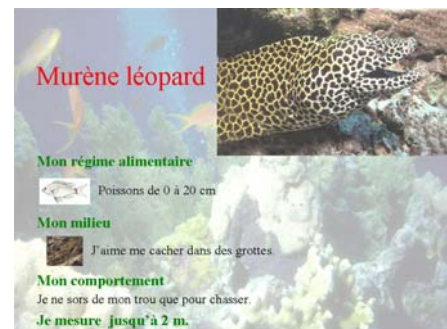 Murène léopard
Mon régime alimentaire
Poissons de 0 à 20 cm
Mon milieu
J'aime me cacher dans des grottes.
Mon comportement
Je ne sors de mon trou que pour chasser.
Je mesure jusqu'à 2 m.